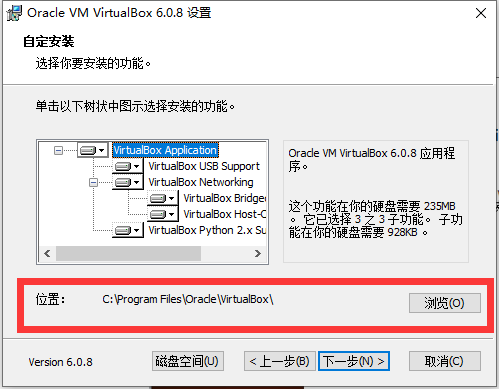 Oracle VM VirtualBox 6.0.8 设置
自定安装
选择你要安装的功能。
单击以下树状中图示选择安装的功能。
VirtualBox Application
VirtualBox USB Support
VirtualBox Networking
VirtualBox Bridge
VirtualBox Host-O
VirtualBox Python 2.x Su
Oracle VM VirtualBox 6.0.8 应用程
序。
这个功能在你的硬盘需要 235MB
。 它已选择 3 之 3 子功能。 子功
能在你的硬盘需要 928KB 。
位置： C:\Program Files\Oracle\VirtualBox\ 浏览(O)
Version 6.0.8 磁盘空间(U) < 上一步(B) 下一步(N) > 取消(C)